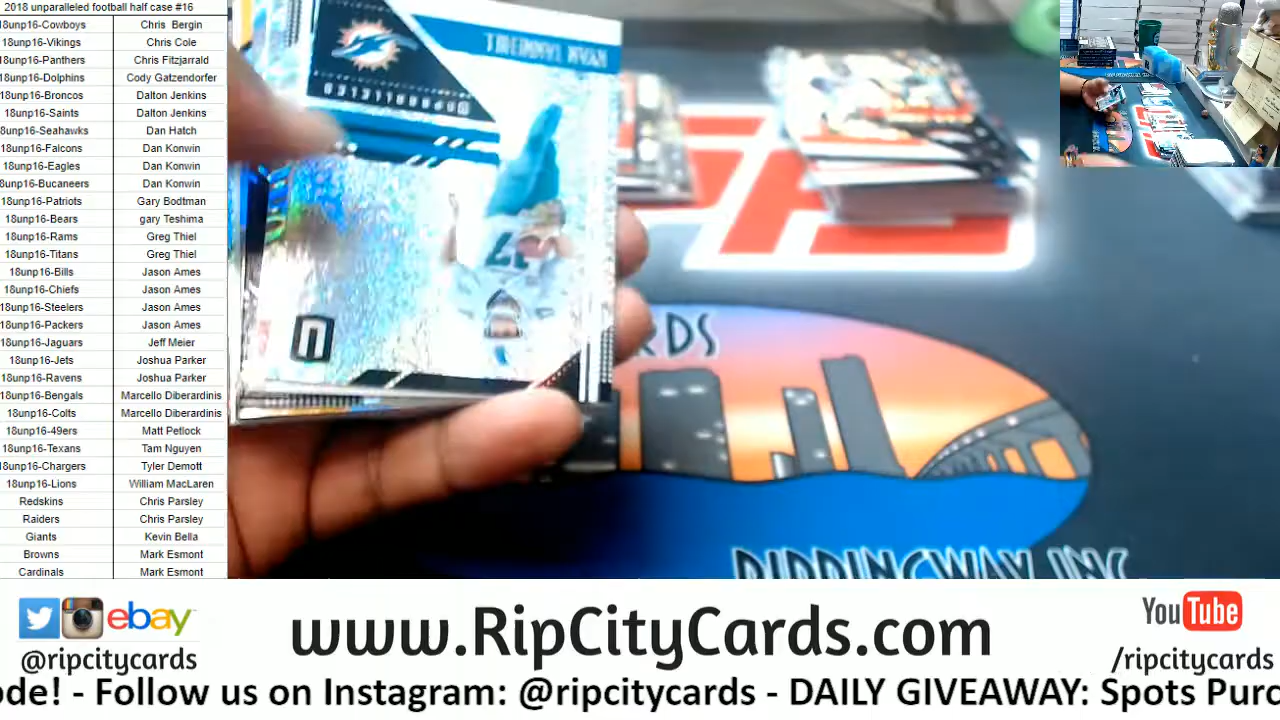 2018 unparalleled football half case #16
18unp16-Cowboys Chris Bergin
18unp16-Vikings Chris Cole
18unp16-Panthers Chris Fitzjarrald
18unp16-Dolphins Cody Gatzendorfer
18unp16-Broncos Dalton Jenkins
18unp16-Saints Dalton Jenkins
8unp16-Seahawks Dan Hatch
18unp16-Falcons Dan Konwin
18unp16-Eagles Dan Konwin
8unp16-Bucaneers Dan Konwin
18unp16-Patriots Gary Bodtman
18unp16-Bears gary Teshima
18unp16-Rams Greg Thiel
18unp16-Titans Greg Thiel
18unp16-Bills Jason Ames
18unp16-Chiefs Jason Ames
18unp16-Steelers Jason Ames
18unp16-Packers Jason Ames
18unp16-Jaguars Jeff Meier
18unp16-Jets Joshua Parker
18unp16-Ravens Joshua Parker
18unp16-Bengals Marcello Diberardinis
18unp16-Colts Marcello Diberardinis
18unp16-49ers Matt Petlock
18unp16-Texans Tam Nguyen
18unp16-Chargers Tyler Demott
18unp16-Lions William MacLaren
Redskins Chris Parsley
Raiders Chris Parsley
Giants Kevin Bella
Browns Mark Esmont
Cardinals Mark Esmont
RYAN TANNEHILL
UNPARALLELED
17
RDS
RIPPINGWAY INC
ebay
@ripcitycards
www.RipCityCards.com
YouTube
/ripcitycards
ode! - Follow us on Instagram: @ripcitycards - DAILY GIVEAWAY: Spots Purc